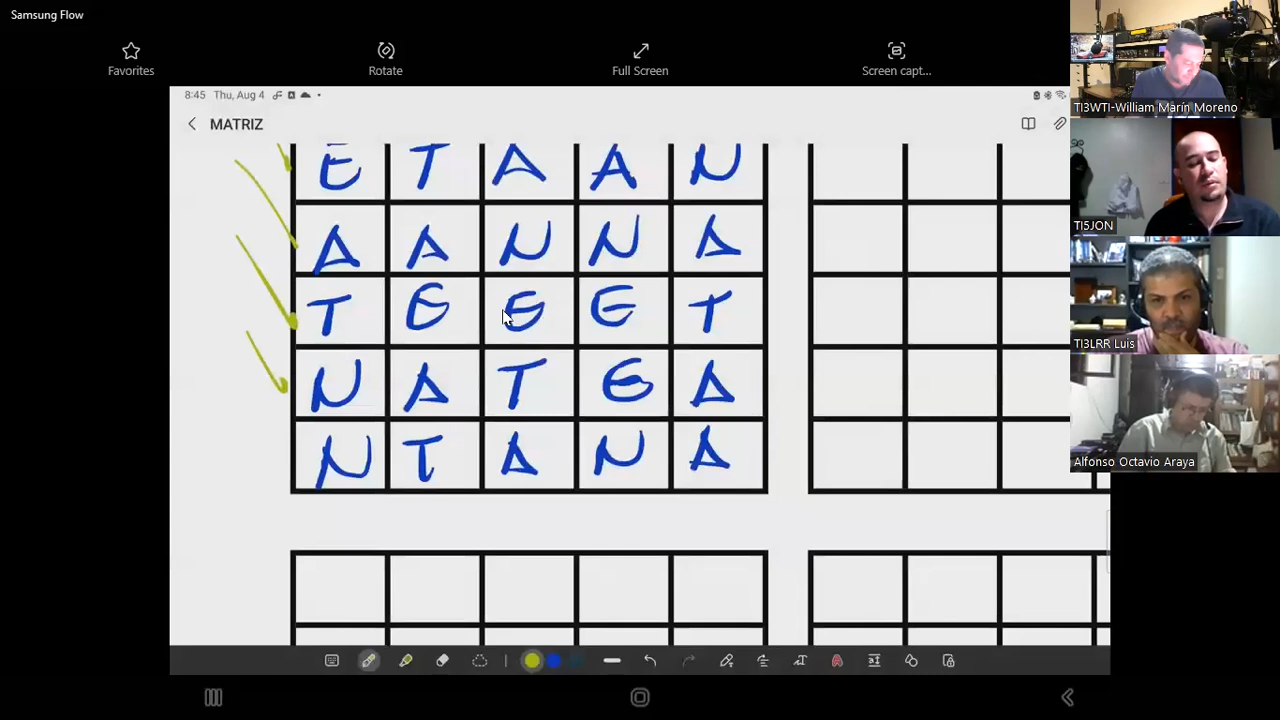 Samsung Flow
Favorites
Rotate
Full Screen
Screen capt...
8:45 Thu, Aug 4
MATRIZ
E T A A N
A A N N A
T E E E T
N A T E A
N T A N A
TI3WTI-William Marín Moreno
TI5JON
TI3LRR Luis
Alfonso Octavio Araya